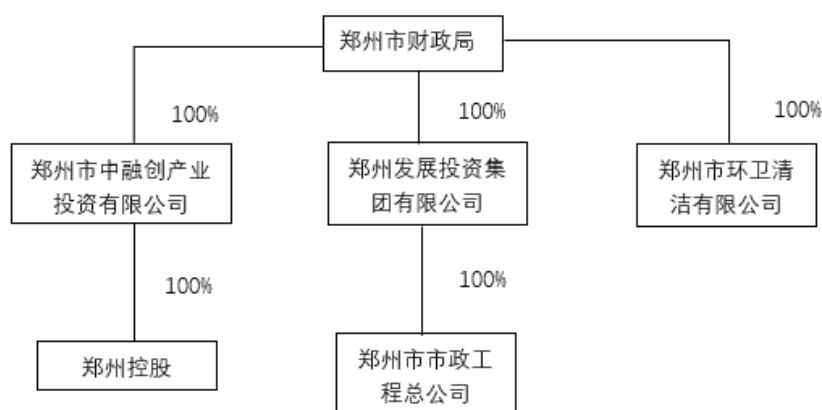 郑州市财政局
100%
100%
100%
郑州市中融创产业
投资有限公司
郑州发展投资集
团有限公司
郑州市环卫清
洁有限公司
100%
100%
郑州控股
郑州市市政工
程总公司